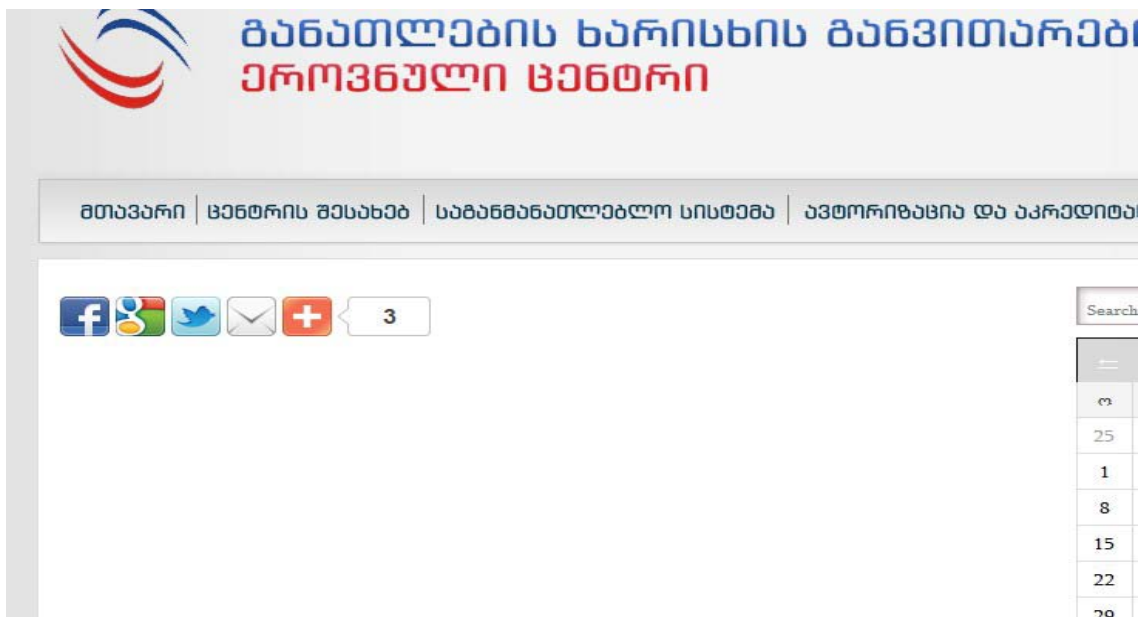 განათლების ხარისხის განვითარებ
ეროვნული ცენტრი
მთავარი | ცენტრის შესახებ | საგანმანათლებლო სისტემა | ავტორიზაცია და აკრედიტა
3
Search
ო
25
1
8
15
22
29